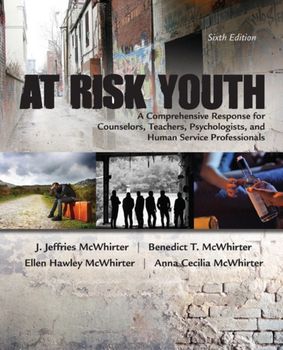 Sixth Edition
AT RISK YOUTH
A Comprehensive Response for
Counselors, Teachers, Psychologists, and
Human Service Professionals
J. Jeffries McWhirter | Benedict T. McWhirter
Ellen Hawley McWhirter | Anna Cecilia McWhirter